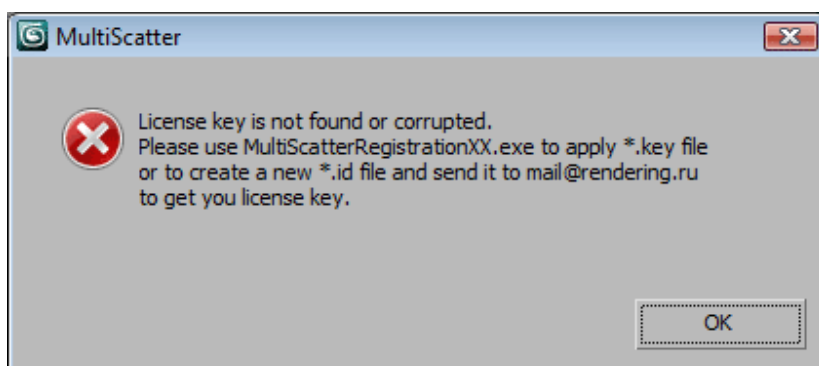 MultiScatter
License key is not found or corrupted.
Please use MultiScatterRegistrationXX.exe to apply *.key file
or to create a new *.id file and send it to mail@rendering.ru
to get you license key.
OK